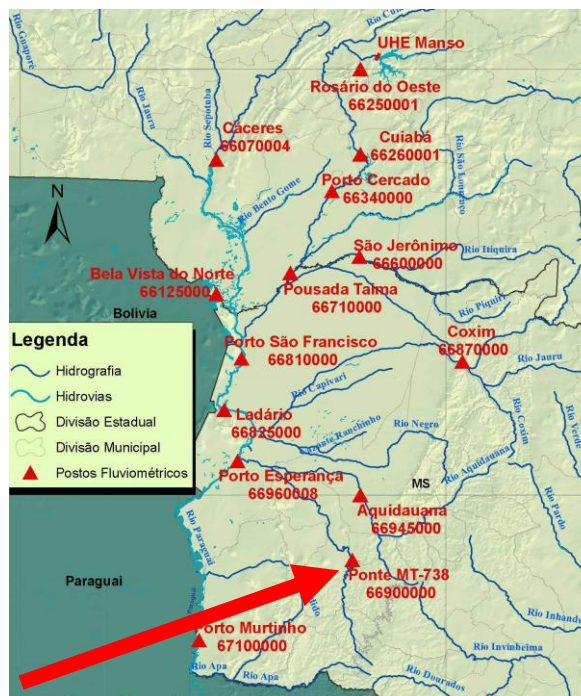 Rio Guaporé
Rio Jauru
Rio Sepotuba
UHE Manso
Rosário do Oeste
66250001
Cáceres
66070004
Cuiabá
66260001
Rio São Lourenço
Porto Cercado
66340000
Rio Bento Gome
N
São Jerônimo
66600000
Rio Itiquira
Bela Vista do Norte
66125000
Pousada Taima
66710000
Rio Piquiri
Bolivia
Legenda
Hidrografia
Hidrovias
Divisão Estadual
Divisão Municipal
Postos Fluviométricos
Porto São Francisco
66810000
Coxim
66870000
Rio Jauru
Rio Capivari
Ladário
66825000
Rio Coxim
Rio Verde
Rio Negro
Rio Aquidauana
Porto Esperança
66960008
MS
Aquidauana
66945000
Rio Pardo
Rio Paraguai
Paraguai
Ponte MT-738
66900000
Rio Inhandu
Porto Murtinho
67100000
Rio Invinheima
Rio Apa
Rio Apa
Rio Dourados